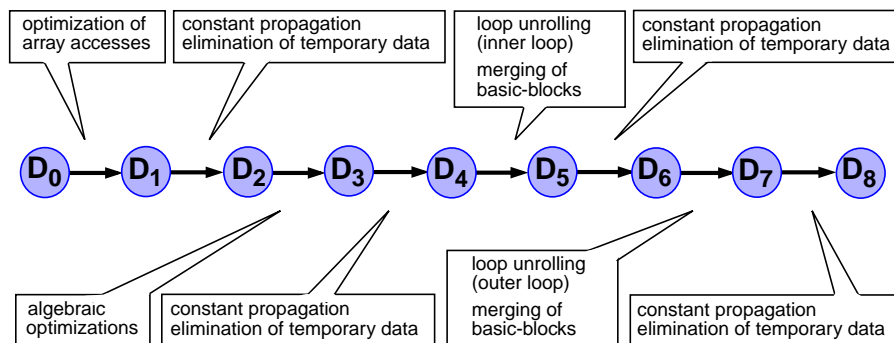 optimization of
array accesses
constant propagation
elimination of temporary data
loop unrolling
(inner loop)
merging of
basic-blocks
constant propagation
elimination of temporary data
D0 D1 D2 D3 D4 D5 D6 D7 D8
algebraic
optimizations
constant propagation
elimination of temporary data
loop unrolling
(outer loop)
merging of
basic-blocks
constant propagation
elimination of temporary data